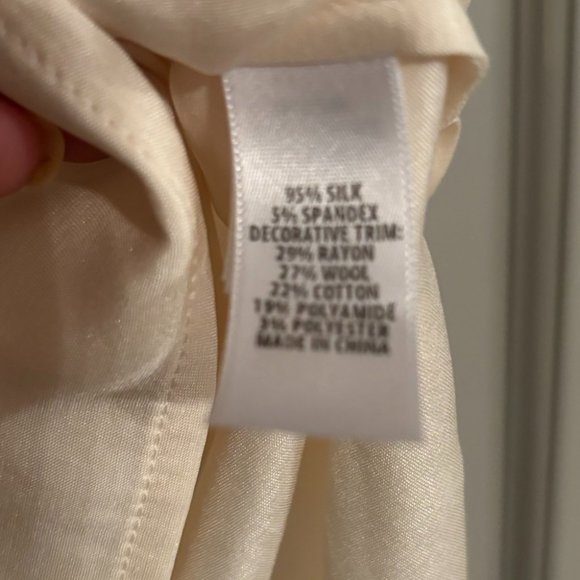 95% SILK
5% SPANDEX
DECORATIVE TRIM:
29% RAYON
27% WOOL
22% COTTON
19% POLYAMIDE
3% POLYESTER
MADE IN CHINA